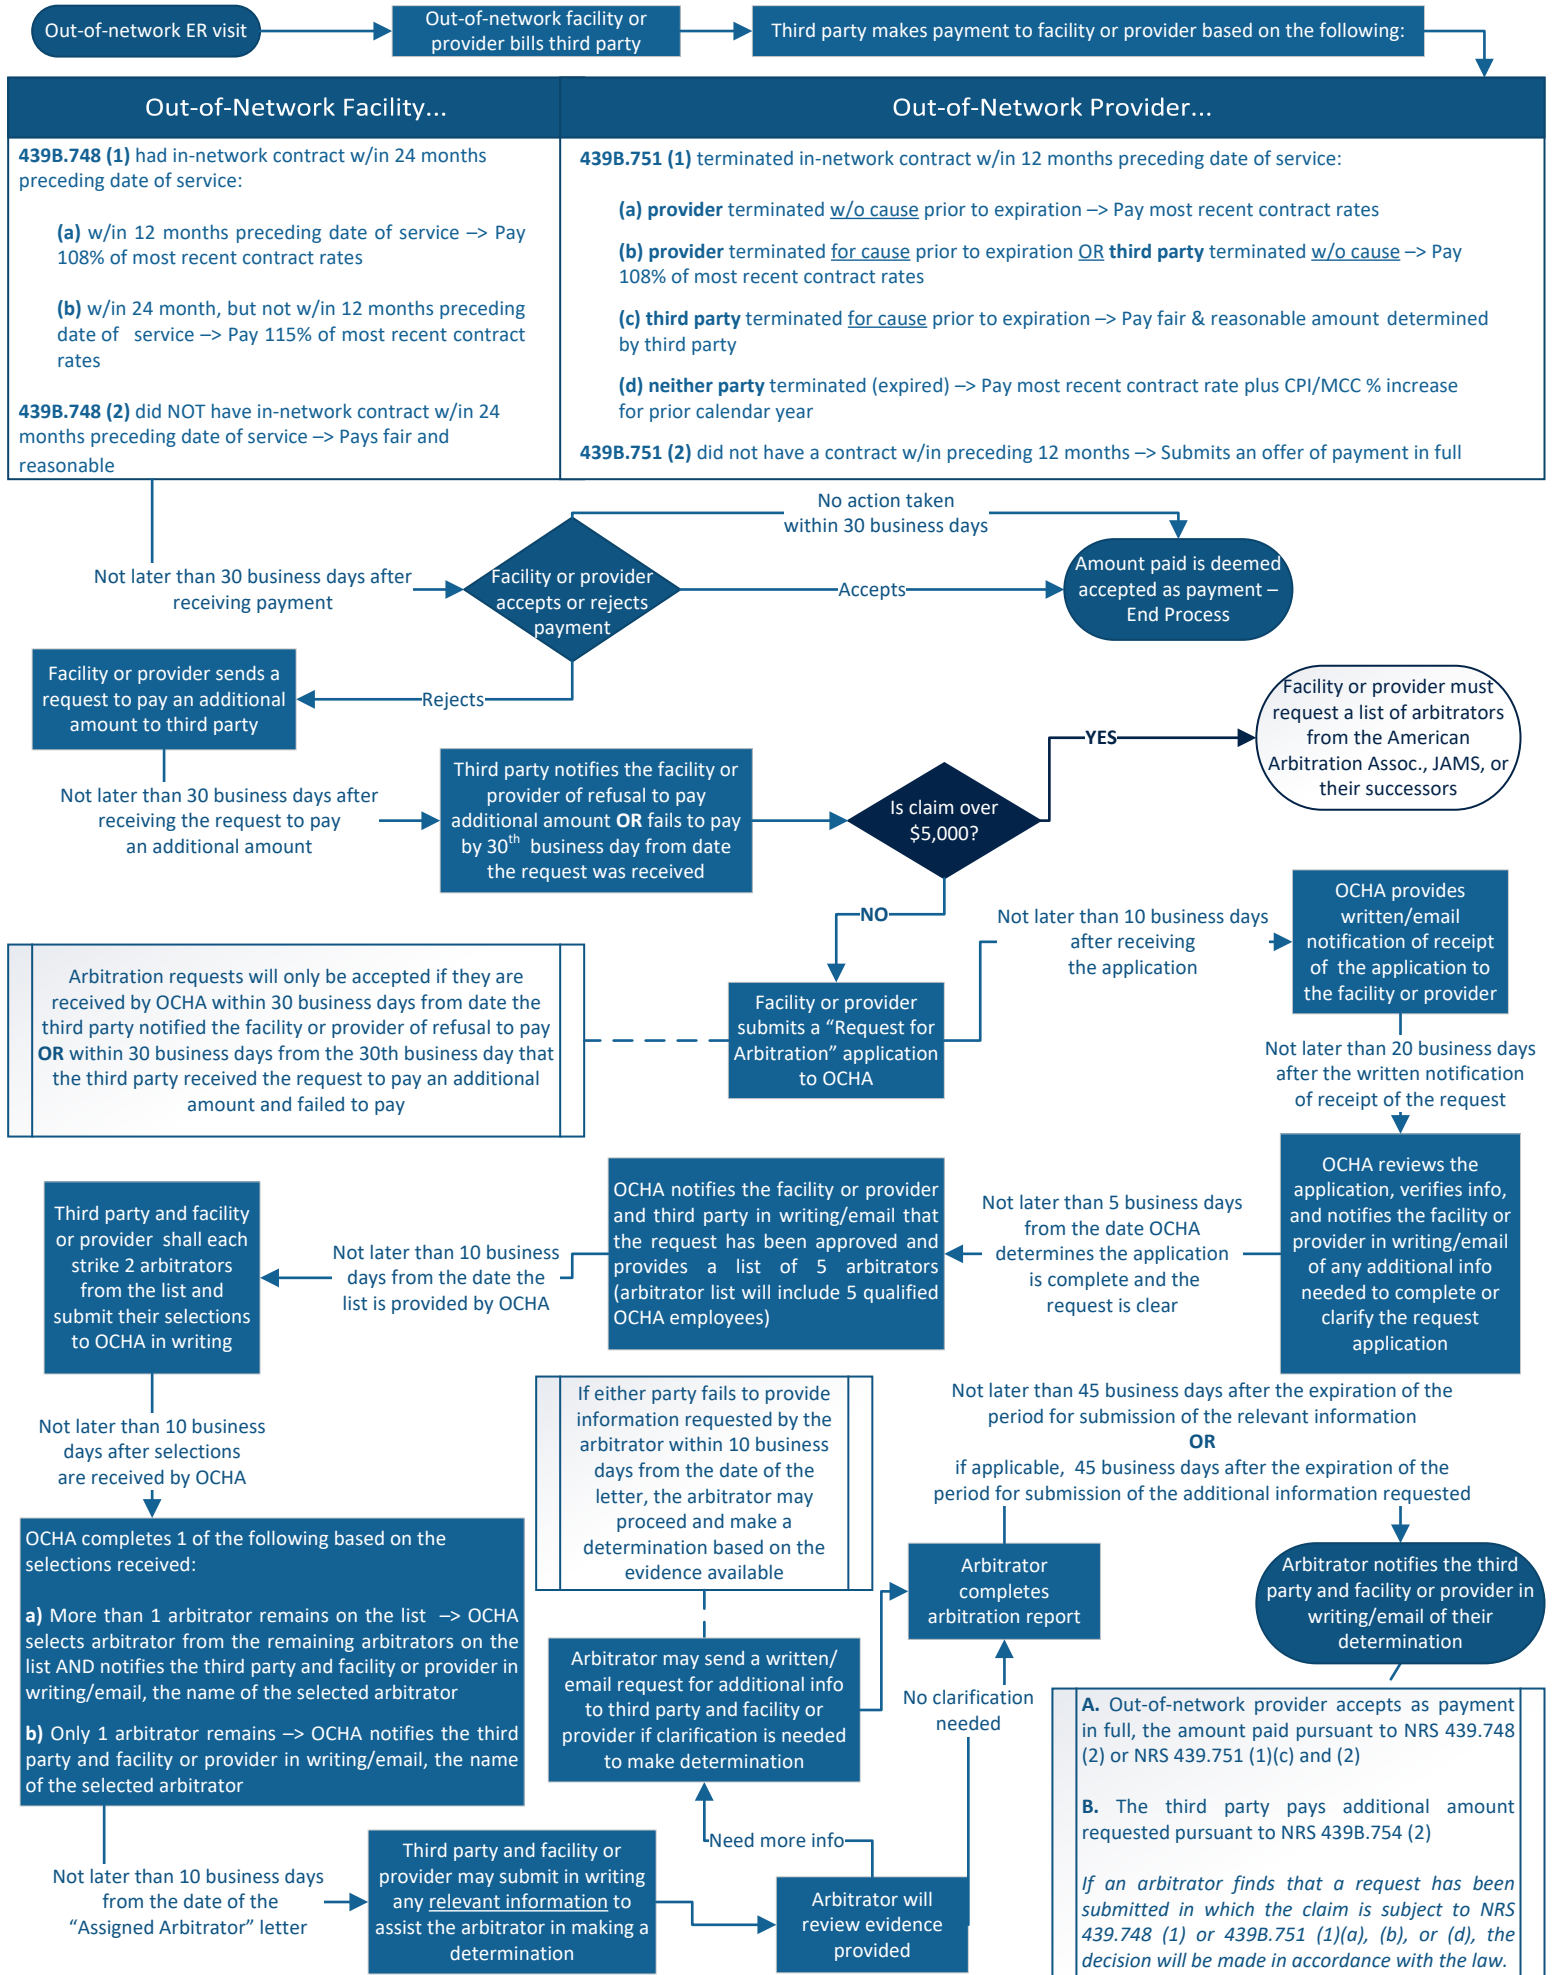 Out-of-network ER visit
Out-of-network facility or
provider bills third party
Third party makes payment to facility or provider based on the following:
Out-of-Network Facility...
439B.748 (1) had in-network contract w/in 24 months
preceding date of service:
(a) w/in 12 months preceding date of service –> Pay
108% of most recent contract rates
(b) w/in 24 month, but not w/in 12 months preceding
date of service –> Pay 115% of most recent contract
rates
439B.748 (2) did NOT have in-network contract w/in 24
months preceding date of service –> Pays fair and
reasonable
Out-of-Network Provider...
439B.751 (1) terminated in-network contract w/in 12 months preceding date of service:
(a) provider terminated w/o cause prior to expiration –> Pay most recent contract rates
(b) provider terminated for cause prior to expiration OR third party terminated w/o cause –> Pay
108% of most recent contract rates
(c) third party terminated for cause prior to expiration –> Pay fair & reasonable amount determined
by third party
(d) neither party terminated (expired) –> Pay most recent contract rate plus CPI/MCC % increase
for prior calendar year
439B.751 (2) did not have a contract w/in preceding 12 months –> Submits an offer of payment in full
No action taken
within 30 business days
Not later than 30 business days after
receiving payment
Facility or provider
accepts or rejects
payment
Accepts
Amount paid is deemed
accepted as payment –
End Process
Rejects
Facility or provider sends a
request to pay an additional
amount to third party
Not later than 30 business days after
receiving the request to pay
an additional amount
Third party notifies the facility or
provider of refusal to pay
additional amount OR fails to pay
by 30th business day from date
the request was received
Is claim over
$5,000?
YES
Facility or provider must
request a list of arbitrators
from the American
Arbitration Assoc., JAMS, or
their successors
NO
Arbitration requests will only be accepted if they are
received by OCHA within 30 business days from date the
third party notified the facility or provider of refusal to pay
OR within 30 business days from the 30th business day that
the third party received the request to pay an additional
amount and failed to pay
Facility or provider
submits a “Request for
Arbitration” application
to OCHA
Not later than 10 business days
after receiving
the application
OCHA provides
written/email
notification of receipt
of the application to
the facility or provider
Not later than 20 business days
after the written notification
of receipt of the request
OCHA reviews the
application, verifies info,
and notifies the facility or
provider in writing/email
of any additional info
needed to complete or
clarify the request
application
Not later than 5 business days
from the date OCHA
determines the application
is complete and the
request is clear
OCHA notifies the facility or provider
and third party in writing/email that
the request has been approved and
provides a list of 5 arbitrators
(arbitrator list will include 5 qualified
OCHA employees)
Not later than 10 business
days from the date the
list is provided by OCHA
Third party and facility
or provider shall each
strike 2 arbitrators
from the list and
submit their selections
to OCHA in writing
Not later than 10 business
days after selections
are received by OCHA
OCHA completes 1 of the following based on the
selections received:
a) More than 1 arbitrator remains on the list –> OCHA
selects arbitrator from the remaining arbitrators on the
list AND notifies the third party and facility or provider in
writing/email, the name of the selected arbitrator
b) Only 1 arbitrator remains –> OCHA notifies the third
party and facility or provider in writing/email, the name
of the selected arbitrator
Not later than 10 business days
from the date of the
“Assigned Arbitrator” letter
Third party and facility or
provider may submit in writing
any relevant information to
assist the arbitrator in making a
determination
Arbitrator will
review evidence
provided
Need more info
Arbitrator may send a written/
email request for additional info
to third party and facility or
provider if clarification is needed
to make determination
If either party fails to provide
information requested by the
arbitrator within 10 business
days from the date of the
letter, the arbitrator may
proceed and make a
determination based on the
evidence available
No clarification
needed
Arbitrator
completes
arbitration report
Not later than 45 business days after the expiration of the
period for submission of the relevant information
OR
if applicable, 45 business days after the expiration of the
period for submission of the additional information requested
Arbitrator notifies the third
party and facility or provider in
writing/email of their
determination
A. Out-of-network provider accepts as payment
in full, the amount paid pursuant to NRS 439.748
(2) or NRS 439.751 (1)(c) and (2)
B. The third party pays additional amount
requested pursuant to NRS 439B.754 (2)
If an arbitrator finds that a request has been
submitted in which the claim is subject to NRS
439.748 (1) or 439B.751 (1)(a), (b), or (d), the
decision will be made in accordance with the law.